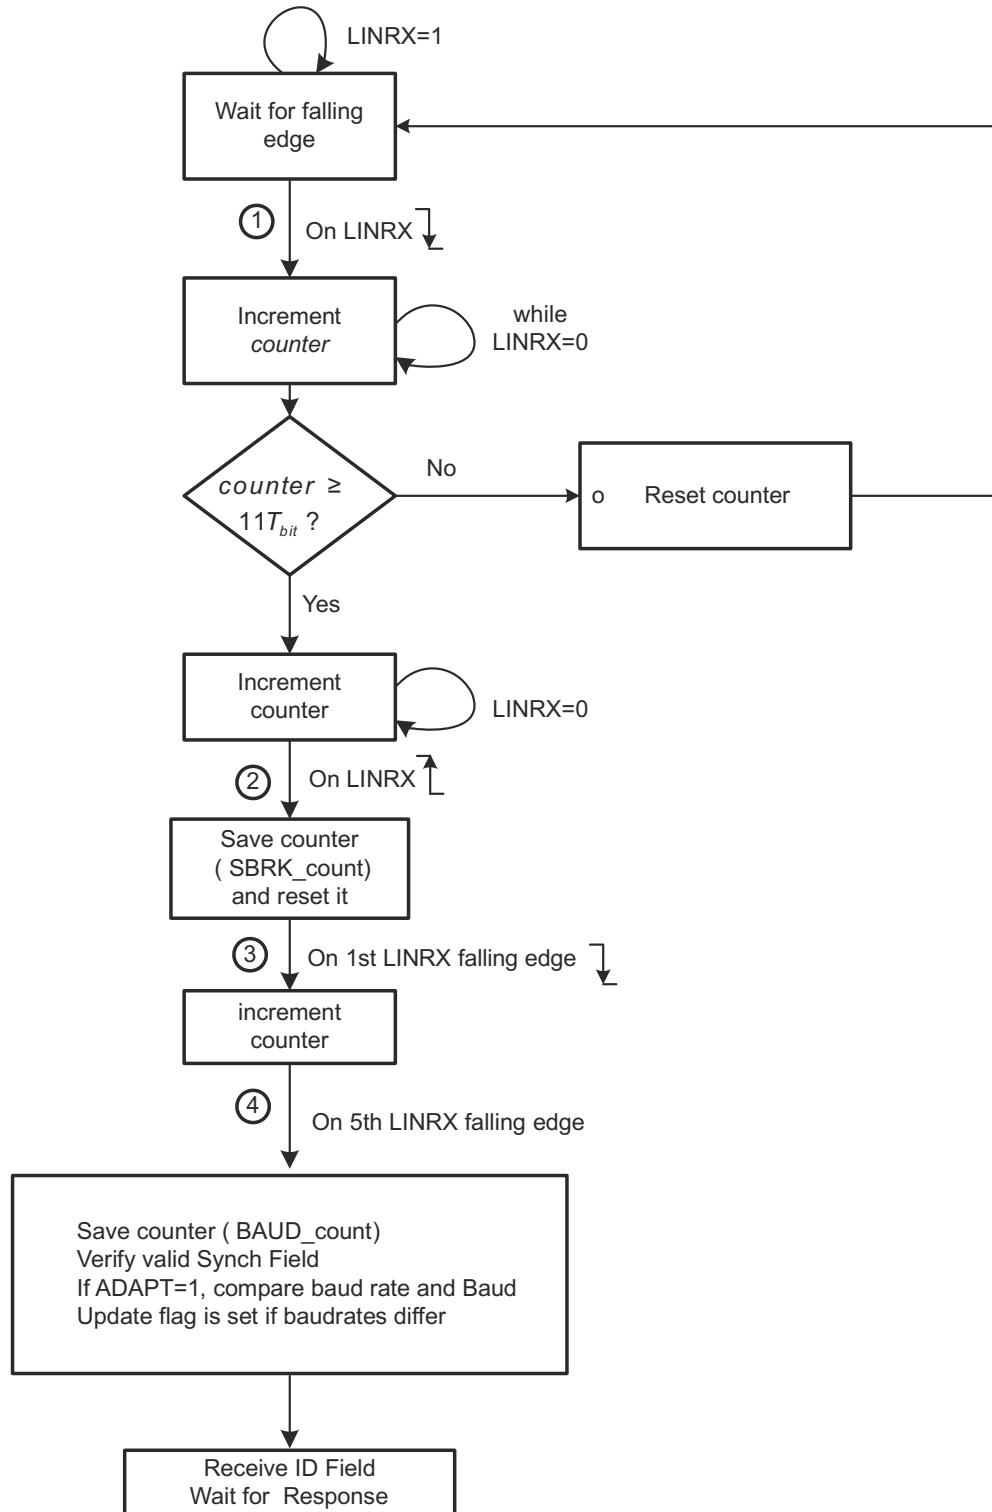 LINRX=1
Wait for falling
edge
1
On LINRX
Increment
counter
while
LINRX=0
counter ≥
11Tbit ?
No
o Reset counter
Yes
Increment
counter
LINRX=0
2
On LINRX
Save counter
( SBRK_count)
and reset it
3
On 1st LINRX falling edge
increment
counter
4
On 5th LINRX falling edge
Save counter ( BAUD_count)
Verify valid Synch Field
If ADAPT=1, compare baud rate and Baud
Update flag is set if baudrates differ
Receive ID Field
Wait for Response